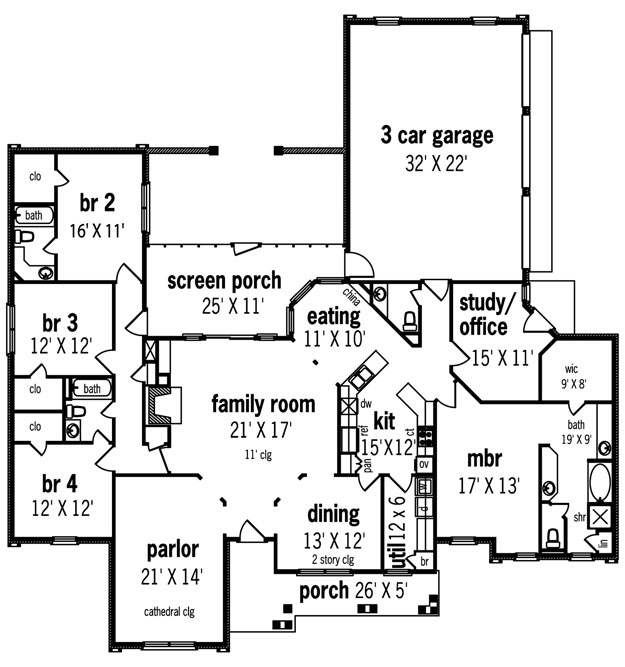 3 car garage
32' X 22'
clo
br 2
16' X 11'
bath
screen porch
25' X 11'
china
eating
11' X 10'
study/
office
15' X 11'
br 3
12' X 12'
clo
bath
clo
family room
21' X 17'
11' clg
dw
ref
pan
kit
15'X12'
ct
ov
wic
9' X 8'
bath
19' X 9'
mbr
17' X 13'
shr
lin
br 4
12' X 12'
parlor
21' X 14'
cathedral clg
dining
13' X 12'
2 story clg
util 12 x 6
w
d
br
porch 26' X 5'